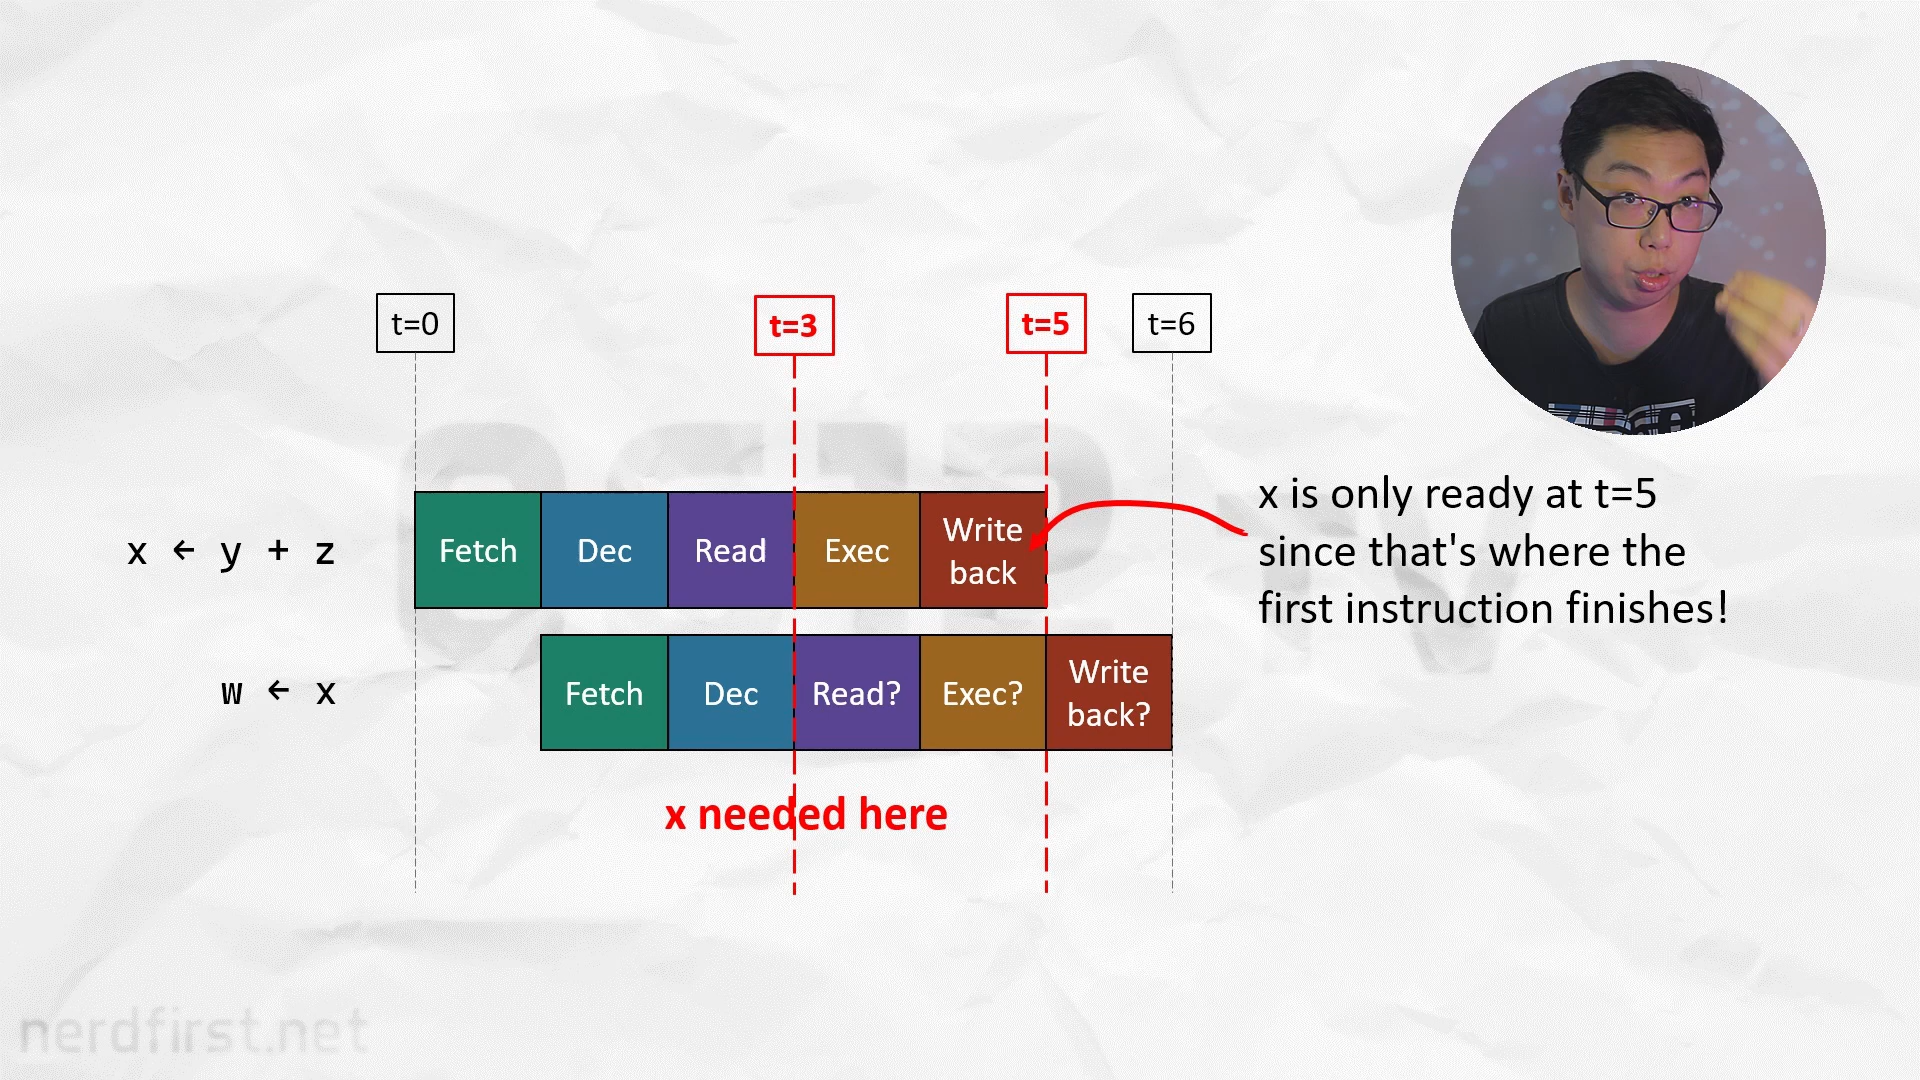 t=0
t=3
t=5
t=6
x ← y + z
Fetch
Dec
Read
Exec
Write
back
x is only ready at t=5
since that's where the
first instruction finishes!
w ← x
Fetch
Dec
Read?
Exec?
Write
back?
x needed here
nerdfirst.net